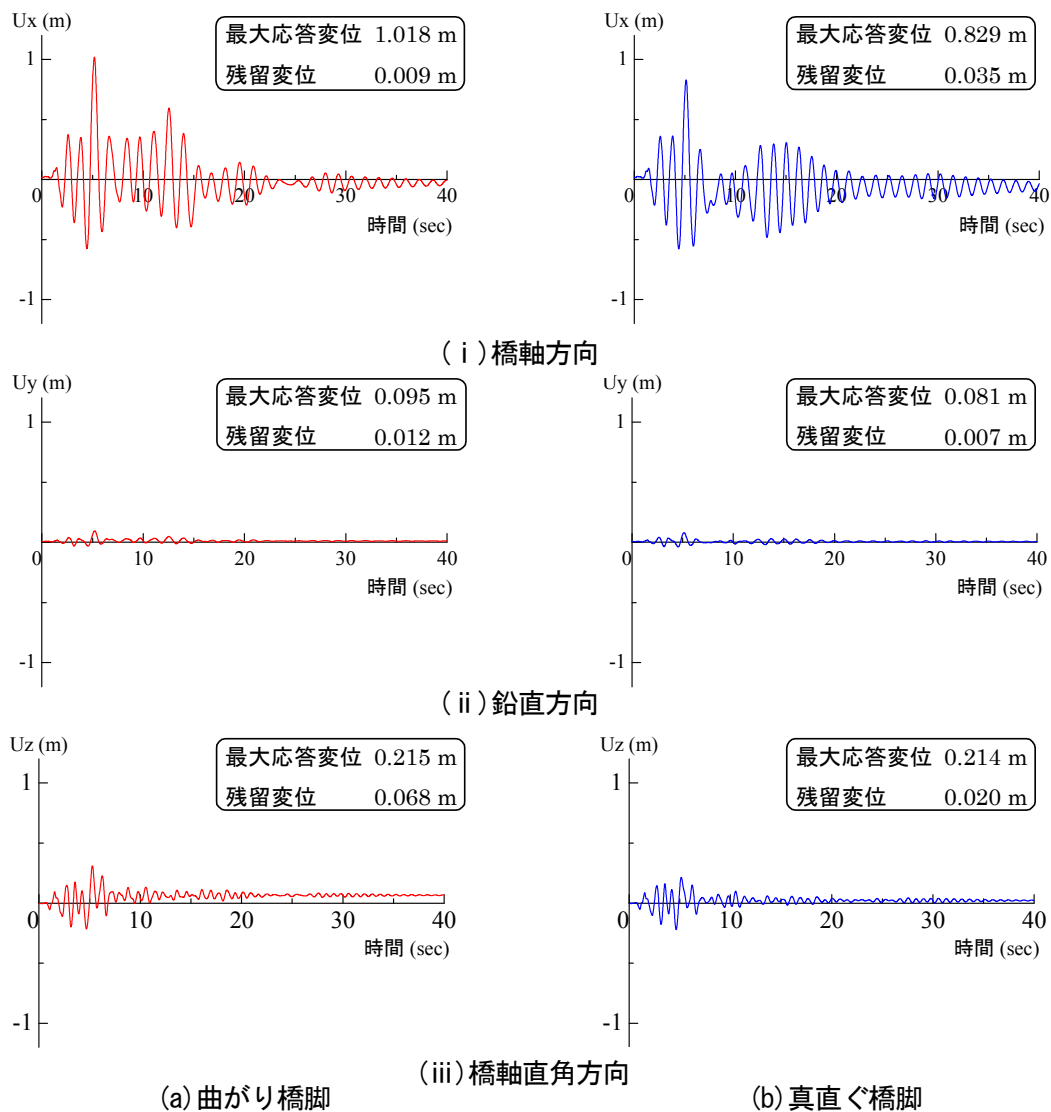 Ux (m)
最大応答変位 1.018 m
残留変位 0.009 m
1
0
10
20
30
40
時間 (sec)
-1
Ux (m)
最大応答変位 0.829 m
残留変位 0.035 m
1
0
10
20
30
40
時間 (sec)
-1
(ⅰ)橋軸方向
Uy (m)
最大応答変位 0.095 m
残留変位 0.012 m
1
0
10
20
30
40
時間 (sec)
-1
Uy (m)
最大応答変位 0.081 m
残留変位 0.007 m
1
0
10
20
30
40
時間 (sec)
-1
(ⅱ)鉛直方向
Uz (m)
最大応答変位 0.215 m
残留変位 0.068 m
1
0
10
20
30
40
時間 (sec)
-1
Uz (m)
最大応答変位 0.214 m
残留変位 0.020 m
1
0
10
20
30
40
時間 (sec)
-1
(ⅲ)橋軸直角方向
(a)曲がり橋脚
(b)真直ぐ橋脚